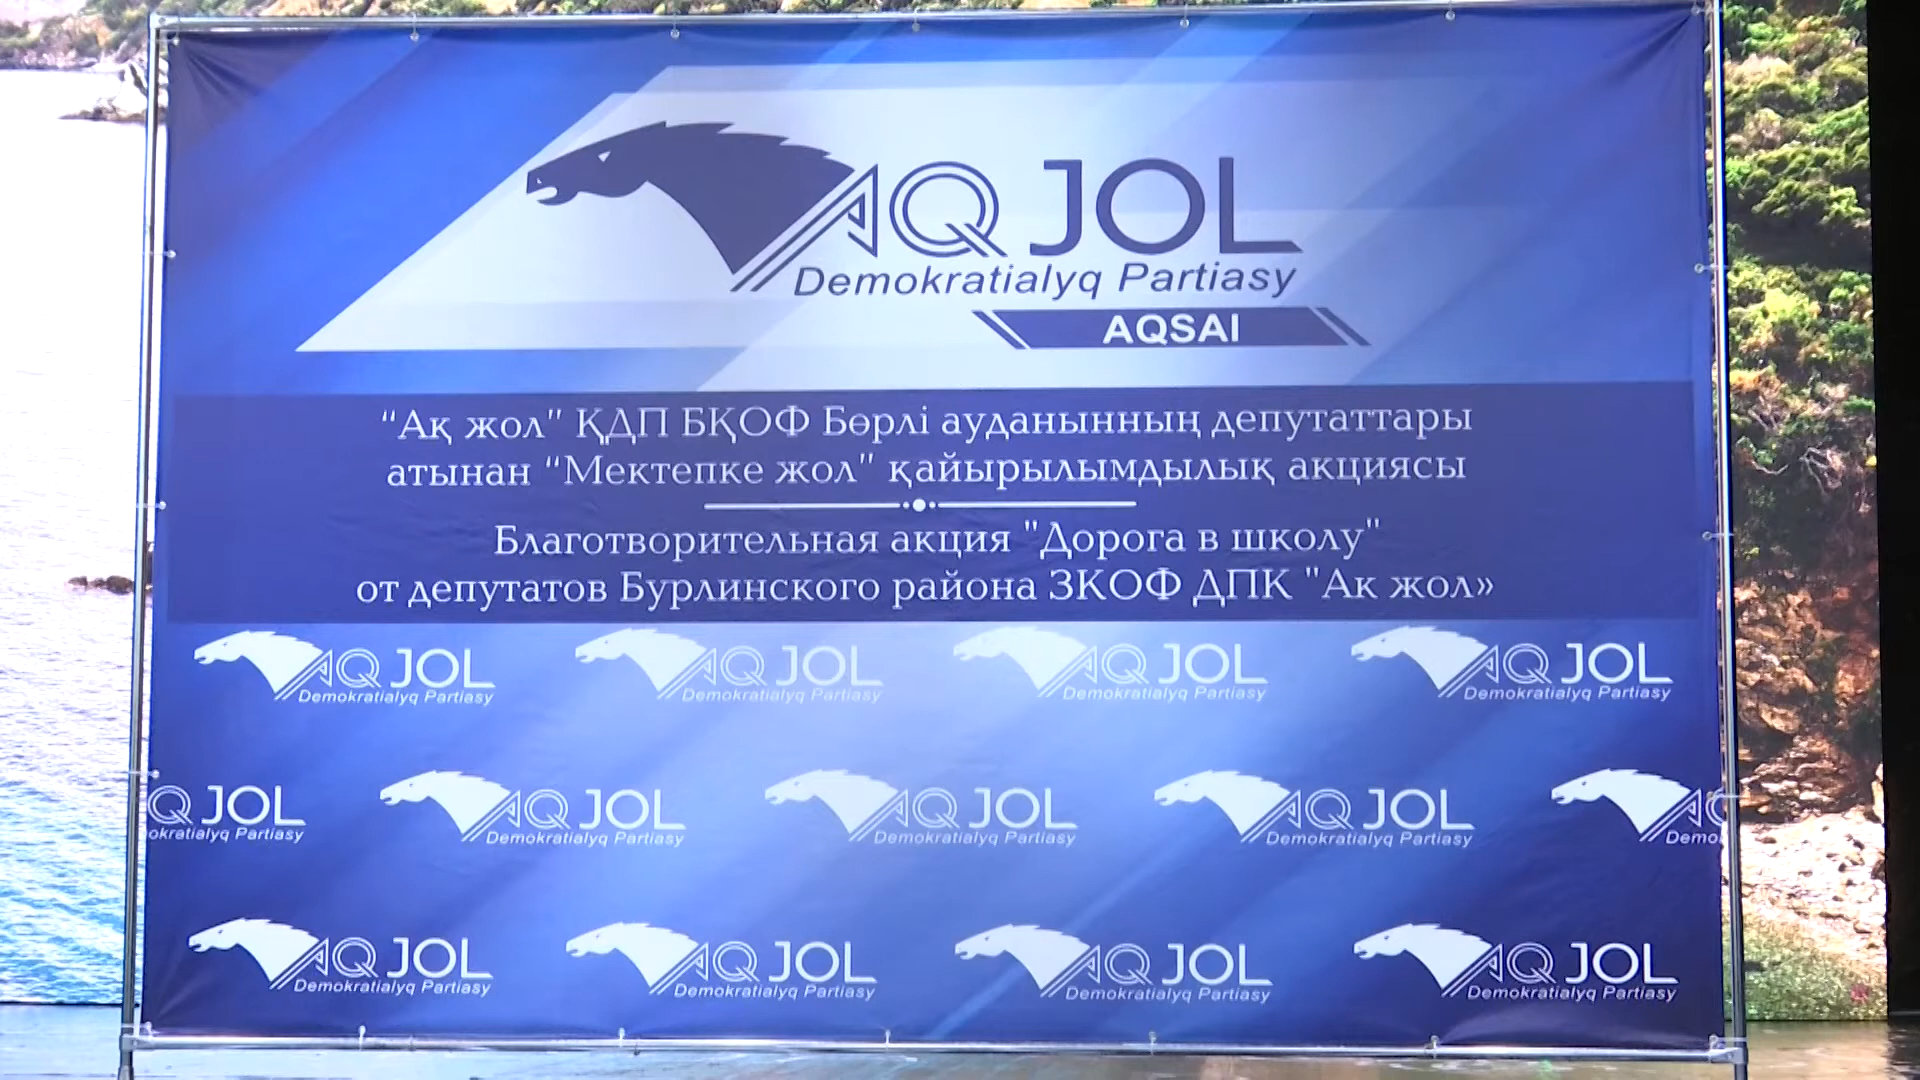 AQ JOL
Demokratialyq Partiasy
AQSAI
“Ақ жол” ҚДП БҚОФ Бөрлі ауданынның депутаттары
атынан “Мектепке жол” қайырылымдылық акциясы
Благотворительная акция "Дорога в школу"
от депутатов Бурлинского района ЗКОФ ДПК "Ак жол»
AQ JOL AQ JOL AQ JOL AQ JOL
Demokratialyq Partiasy Demokratialyq Partiasy Demokratialyq Partiasy Demokratialyq Partiasy
Q JOL AQ JOL AQ JOL AQ JOL AQ
okratialyq Partiasy Demokratialyq Partiasy Demokratialyq Partiasy Demokratialyq Partiasy Demo
AQ JOL AQ JOL AQ JOL AQ JOL
Demokratialyq Partiasy Demokratialyq Partiasy Demokratialyq Partiasy Demokratialyq Partiasy